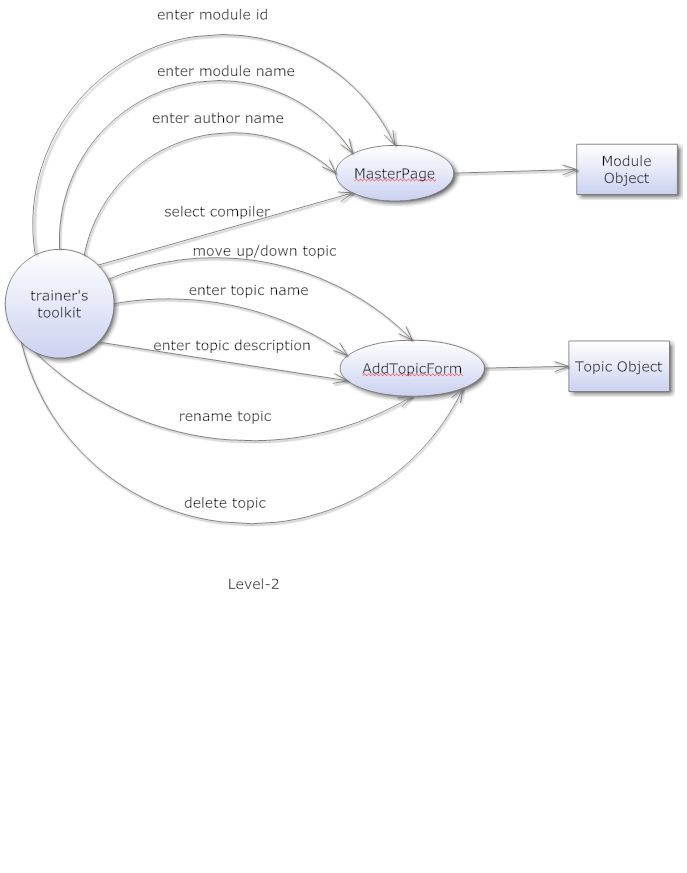 enter module id
enter module name
enter author name
MasterPage
Module
Object
select compiler
move up/down topic
enter topic name
trainer's
toolkit
enter topic description
AddTopicForm
Topic Object
rename topic
delete topic
Level-2